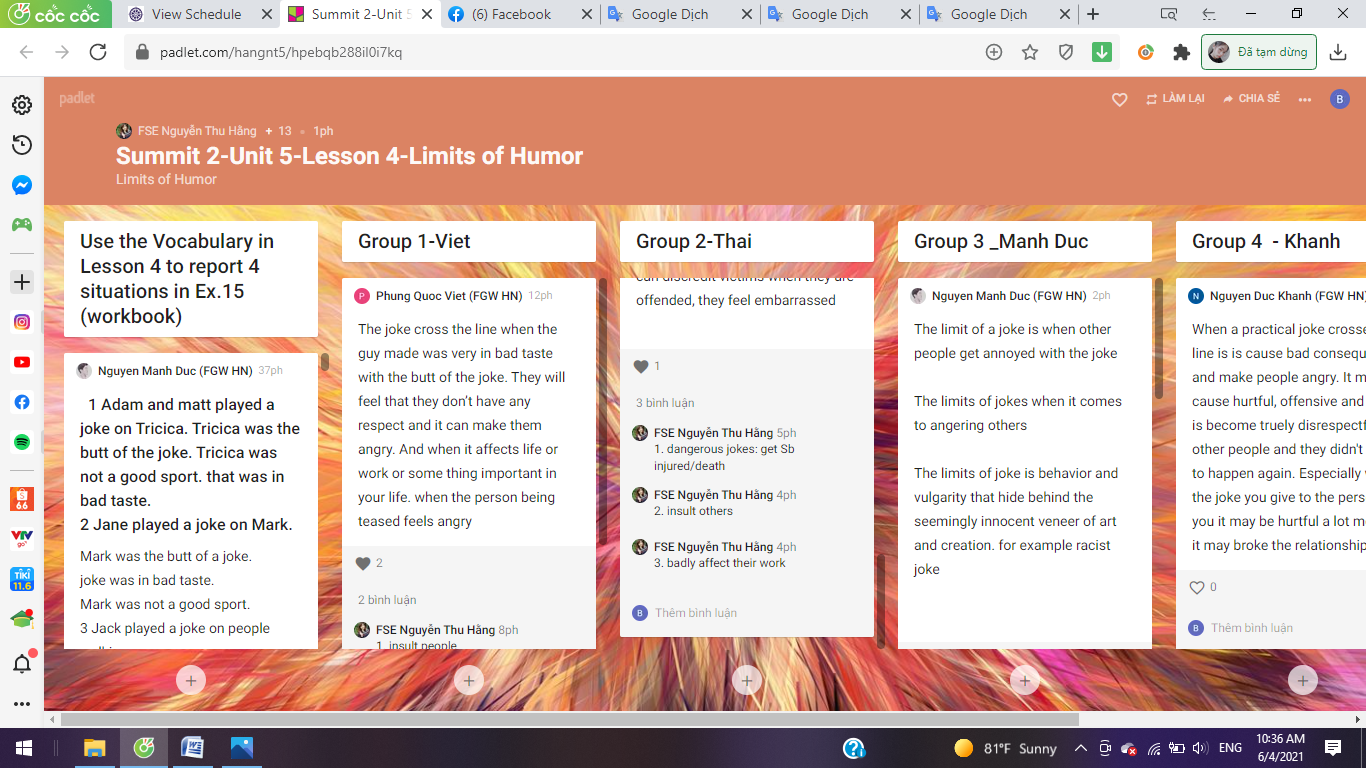 cốc cốc
View Schedule
Summit 2-Unit 5
(6) Facebook
Google Dịch
Google Dịch
Google Dịch
padlet.com/hangnt5/hpebqb288il0i7kq
Đã tạm dừng
padlet
LÀM LẠI
CHIA SẺ
B
FSE Nguyễn Thu Hằng + 13 • 1ph
Summit 2-Unit 5-Lesson 4-Limits of Humor
Limits of Humor
Use the Vocabulary in
Lesson 4 to report 4
situations in Ex.15
(workbook)
Nguyen Manh Duc (FGW HN) 37ph
1 Adam and matt played a
joke on Tricica. Tricica was the
butt of the joke. Tricica was
not a good sport. that was in
bad taste.
2 Jane played a joke on Mark.
Mark was the butt of a joke.
joke was in bad taste.
Mark was not a good sport.
3 Jack played a joke on people
Group 1-Viet
P
Phung Quoc Viet (FGW HN) 12ph
The joke cross the line when the
guy made was very in bad taste
with the butt of the joke. They will
feel that they don't have any
respect and it can make them
angry. And when it affects life or
work or some thing important in
your life. when the person being
teased feels angry
2
2 bình luận
FSE Nguyễn Thu Hằng 8ph
1. insult people
Group 2-Thai
can discredit victims when they are
offended, they feel embarrassed
1
3 bình luận
FSE Nguyễn Thu Hằng 5ph
1. dangerous jokes: get Sb
injured/death
FSE Nguyễn Thu Hằng 4ph
2. insult others
FSE Nguyễn Thu Hằng 4ph
3. badly affect their work
B
Thêm bình luận
Group 3 _Manh Duc
Nguyen Manh Duc (FGW HN) 2ph
The limit of a joke is when other
people get annoyed with the joke
The limits of jokes when it comes
to angering others
The limits of joke is behavior and
vulgarity that hide behind the
seemingly innocent veneer of art
and creation. for example racist
joke
Group 4 - Khanh
N
Nguyen Duc Khanh (FGW HN)
When a practical joke crosse
line is is cause bad consequ
and make people angry. It m
cause hurtful, offensive and
is become truely disrespectf
other people and they didn't
to happen again. Especially
the joke you give to the pers
you it may be hurtful a lot m
it may broke the relationship
0
B
Thêm bình luận
66
VTV
go
TIKI
11.6
81°F Sunny
ENG
10:36 AM
6/4/2021